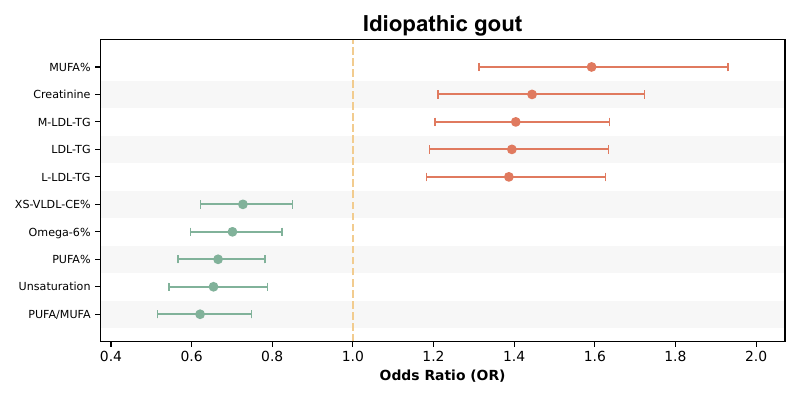 Idiopathic gout
MUFA%
Creatinine
M-LDL-TG
LDL-TG
L-LDL-TG
XS-VLDL-CE%
Omega-6%
PUFA%
Unsaturation
PUFA/MUFA
0.4 0.6 0.8 1.0 1.2 1.4 1.6 1.8 2.0
Odds Ratio (OR)